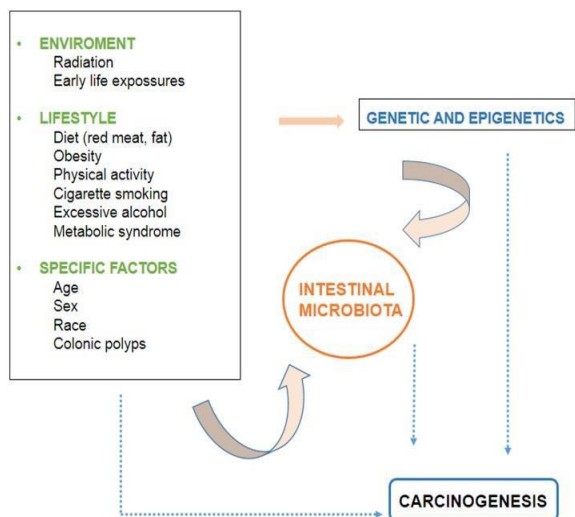 • ENVIROMENT
Radiation
Early life expossures
• LIFESTYLE
Diet (red meat, fat)
Obesity
Physical activity
Cigarette smoking
Excessive alcohol
Metabolic syndrome
• SPECIFIC FACTORS
Age
Sex
Race
Colonic polyps
GENETIC AND EPIGENETICS
INTESTINAL
MICROBIOTA
CARCINOGENESIS